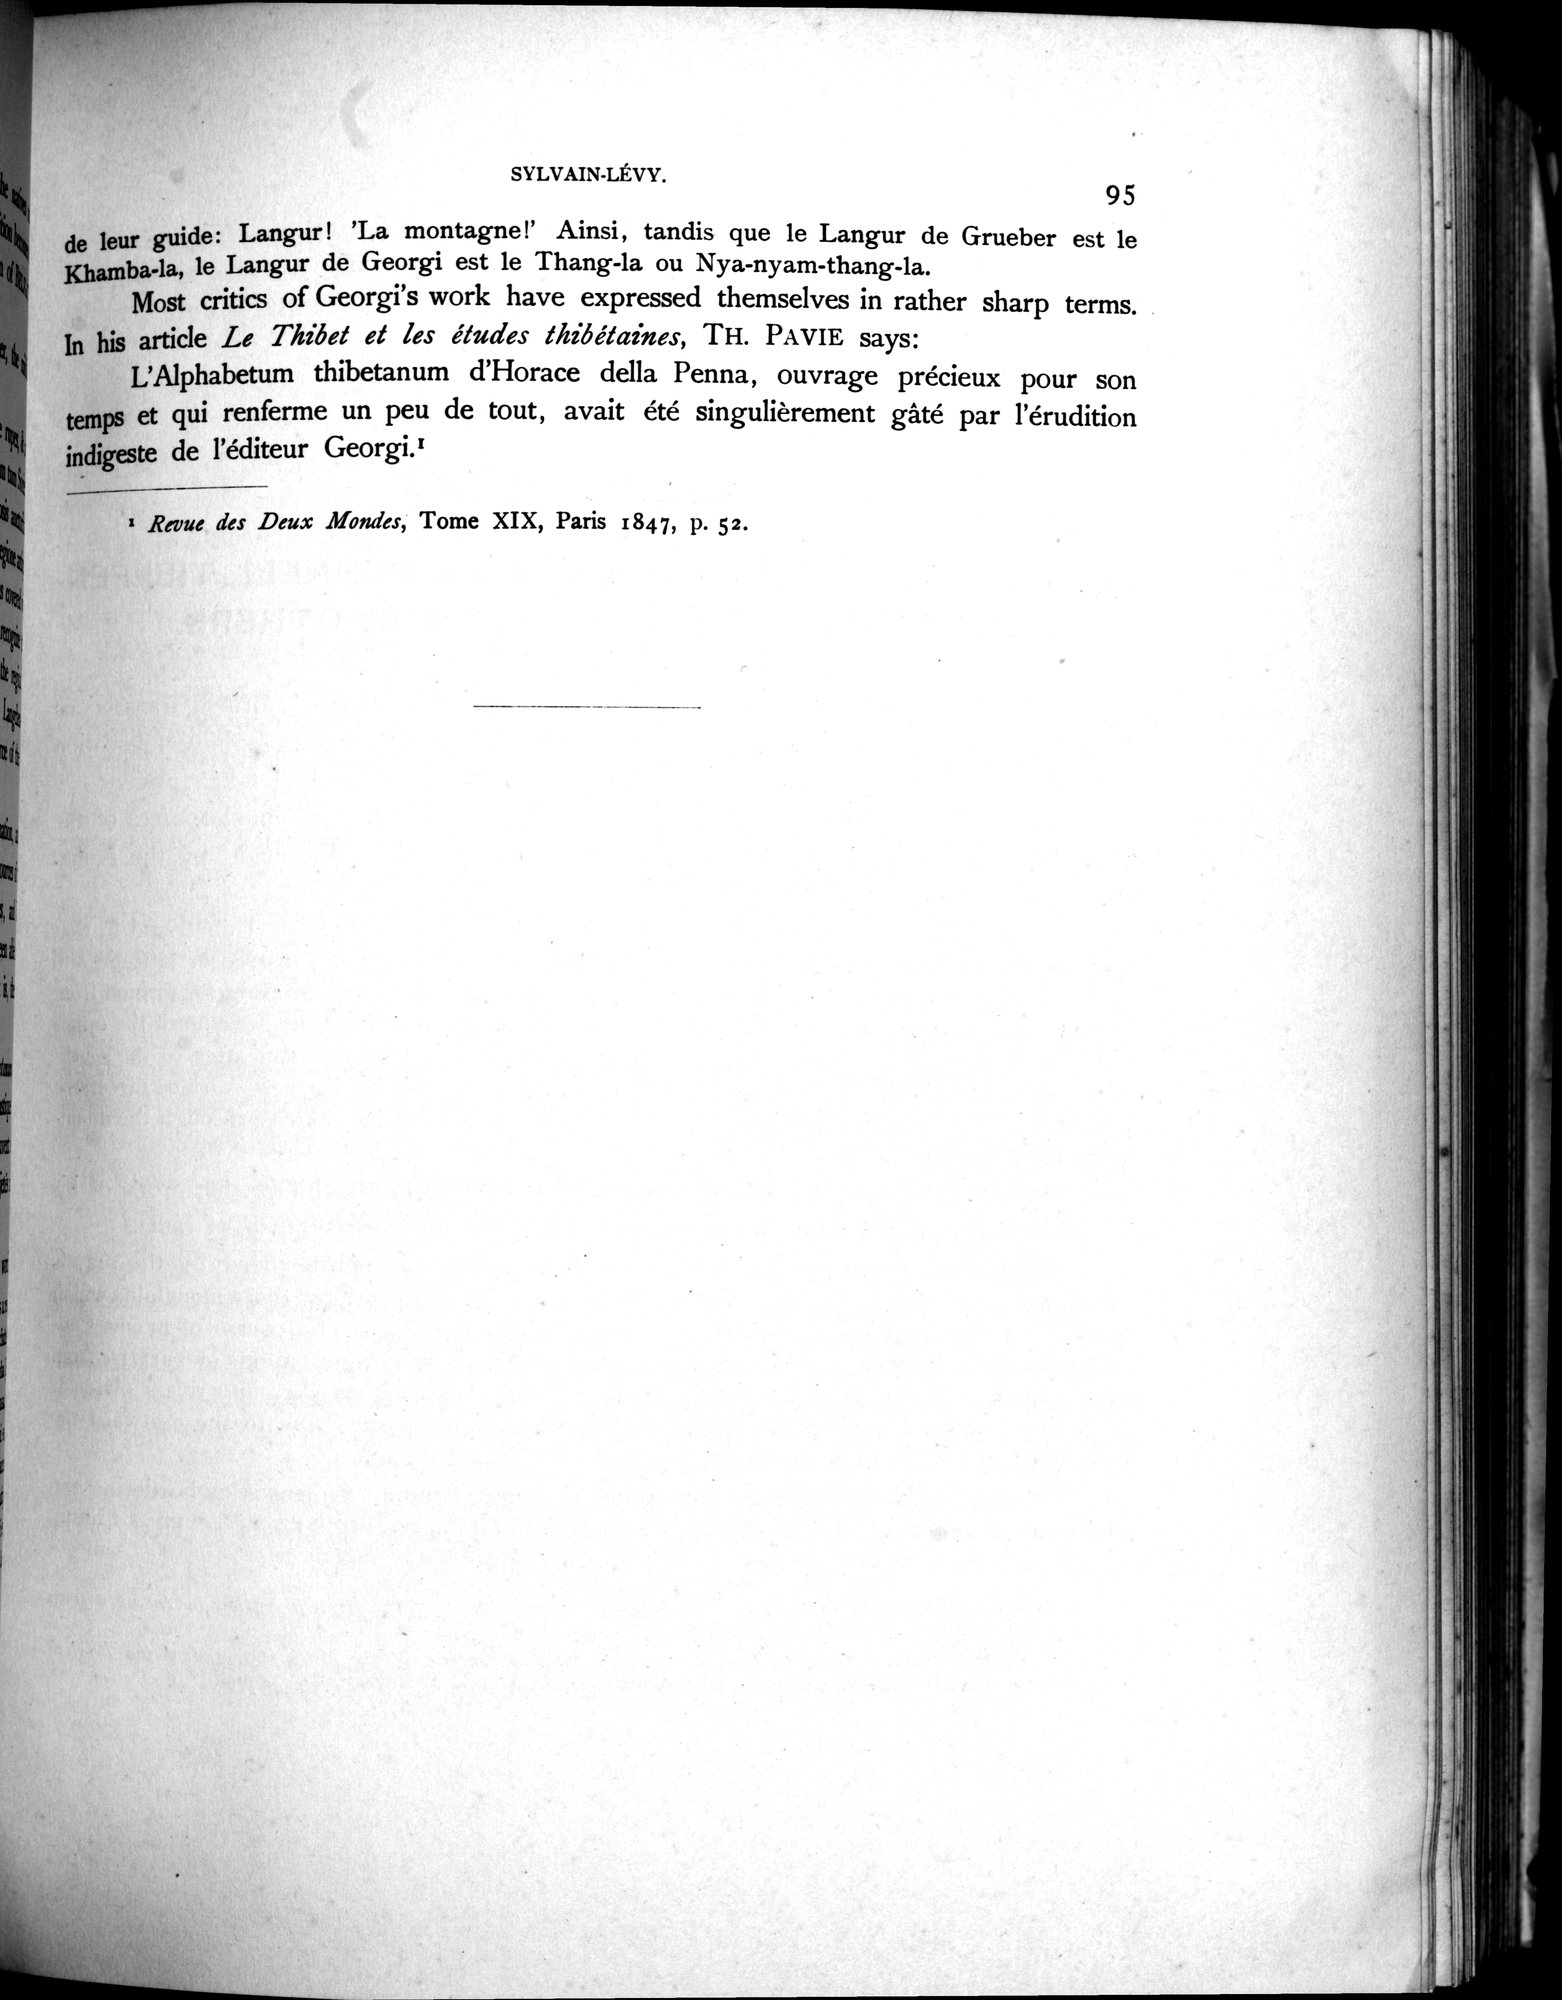 SYLVAIN-LÉVY.
95
de leur guide: Langur! 'La montagne!' Ainsi, tandis que le Langur de Grueber est le
Khamba-la, le Langur de Georgi est le Thang-la ou Nya-nyam-thang-la.
Most critics of Georgi's work have expressed themselves in rather sharp terms.
In his article Le Thibet et les études thibétaines, TH. PAVIE says:
L'Alphabetum thibetanum d'Horace della Penna, ouvrage précieux pour son
temps et qui renferme un peu de tout, avait été singulièrement gâté par l'érudition
indigeste de l'éditeur Georgi.¹
¹ Revue des Deux Mondes, Tome XIX, Paris 1847, p. 52.